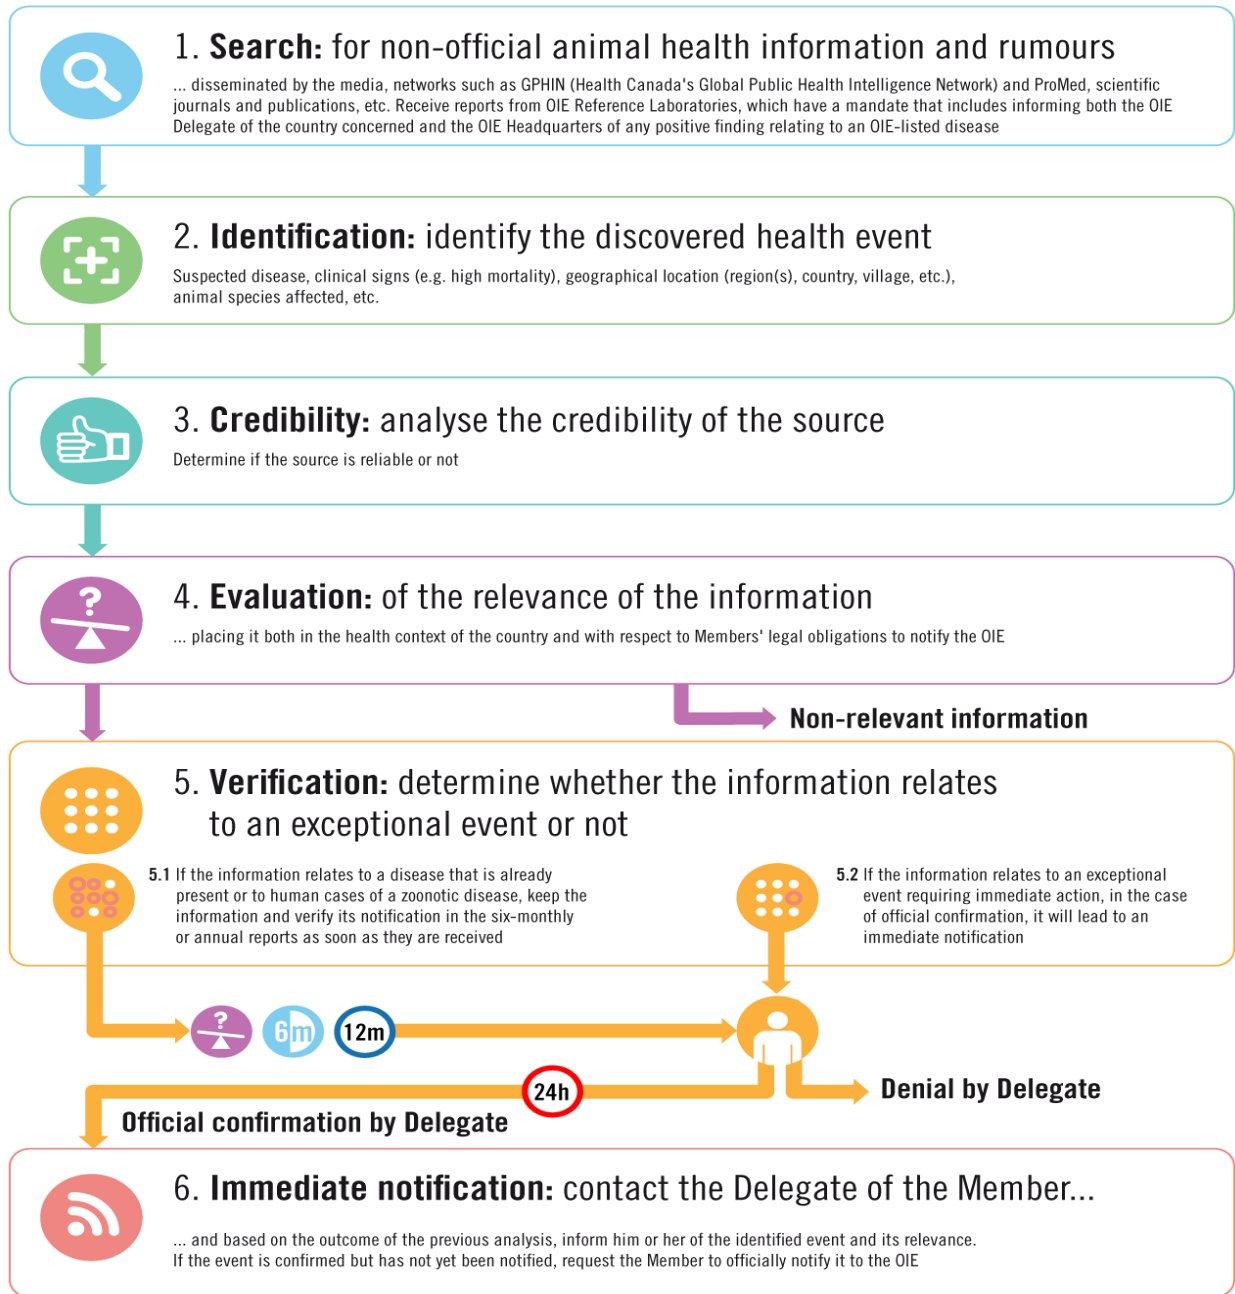 1. Search: for non-official animal health information and rumours
... disseminated by the media, networks such as GPHIN (Health Canada's Global Public Health Intelligence Network) and ProMed, scientific
journals and publications, etc. Receive reports from OIE Reference Laboratories, which have a mandate that includes informing both the OIE
Delegate of the country concerned and the OIE Headquarters of any positive finding relating to an OIE-listed disease
2. Identification: identify the discovered health event
Suspected disease, clinical signs (e.g. high mortality), geographical location (region(s), country, village, etc.),
animal species affected, etc.
3. Credibility: analyse the credibility of the source
Determine if the source is reliable or not
?
4. Evaluation: of the relevance of the information
... placing it both in the health context of the country and with respect to Members' legal obligations to notify the OIE
Non-relevant information
5. Verification: determine whether the information relates
to an exceptional event or not
5.1 If the information relates to a disease that is already
present or to human cases of a zoonotic disease, keep the
information and verify its notification in the six-monthly
or annual reports as soon as they are received
5.2 If the information relates to an exceptional
event requiring immediate action, in the case
of official confirmation, it will lead to an
immediate notification
? 6m 12m
24h
Denial by Delegate
Official confirmation by Delegate
6. Immediate notification: contact the Delegate of the Member...
... and based on the outcome of the previous analysis, inform him or her of the identified event and its relevance.
If the event is confirmed but has not yet been notified, request the Member to officially notify it to the OIE